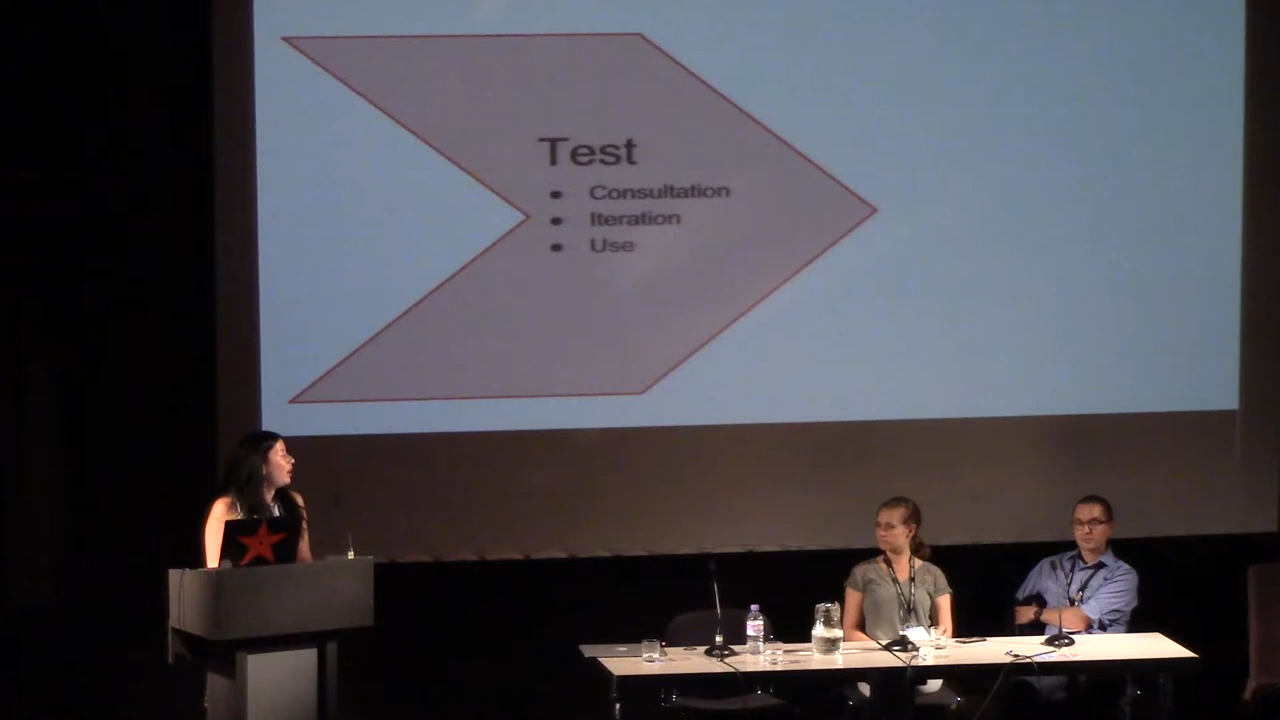 Test
● Consultation
● Iteration
● Use